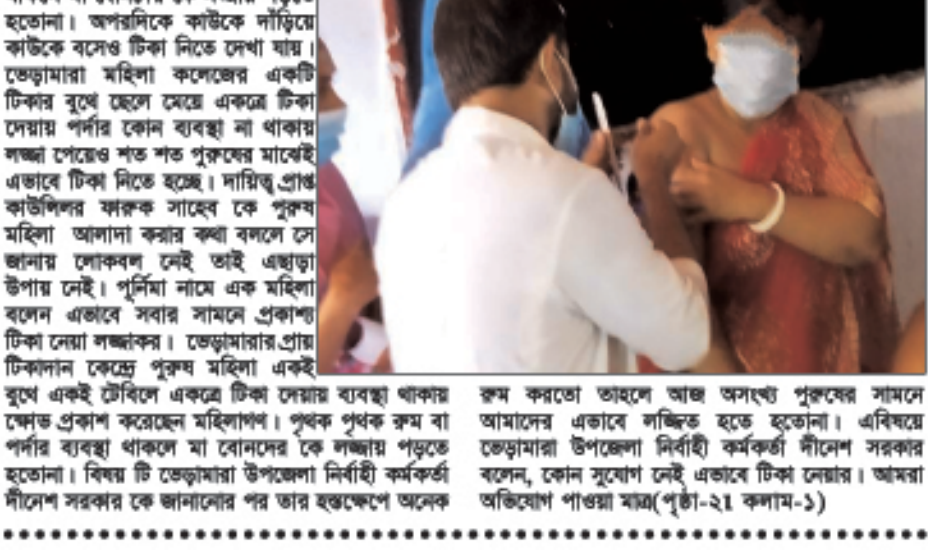 হতোনা। অপরদিকে কাউকে দাঁড়িয়ে
কাউকে বসেও টিকা নিতে দেখা যায়।
ভেড়ামারা মহিলা কলেজের একটি
টিকার বুথে ছেলে মেয়ে একত্রে টিকা
দেয়ায় পর্দার কোন ব্যবস্থা না থাকায়
লজ্জা পেয়েও শত শত পুরুষের মাঝেই
এভাবে টিকা নিতে হচ্ছে। দায়িত্ব প্রাপ্ত
কাউন্সিলর ফারুক সাহেব কে পুরুষ
মহিলা আলাদা করার কথা বললে সে
জানায় লোকবল নেই তাই এছাড়া
উপায় নেই। পূর্নিমা নামে এক মহিলা
বলেন এভাবে সবার সামনে প্রকাশ্য
টিকা নেয়া লজ্জাকর। ভেড়ামারার প্রায়
টিকাদান কেন্দ্রে পুরুষ মহিলা একই
বুথে একই টেবিলে একত্রে টিকা দেয়ায় ব্যবস্থা থাকায়
ক্ষোভ প্রকাশ করেছেন মহিলাগণ। পৃথক পৃথক রুম বা
পর্দার ব্যবস্থা থাকলে মা বোনদের কে লজ্জায় পড়তে
হতোনা। বিষয় টি ভেড়ামারা উপজেলা নির্বাহী কর্মকর্তা
দীনেশ সরকার কে জানানোর পর তার হস্তক্ষেপে অনেক
রুম করতো তাহলে আজ অসংখ্য পুরুষের সামনে
আমাদের এভাবে লজ্জিত হতে হতোনা। এবিষয়ে
ভেড়ামারা উপজেলা নির্বাহী কর্মকর্তা দীনেশ সরকার
বলেন, কোন সুযোগ নেই এভাবে টিকা নেয়ার। আমরা
অভিযোগ পাওয়া মাত্র(পৃষ্ঠা-২১ কলাম-১)